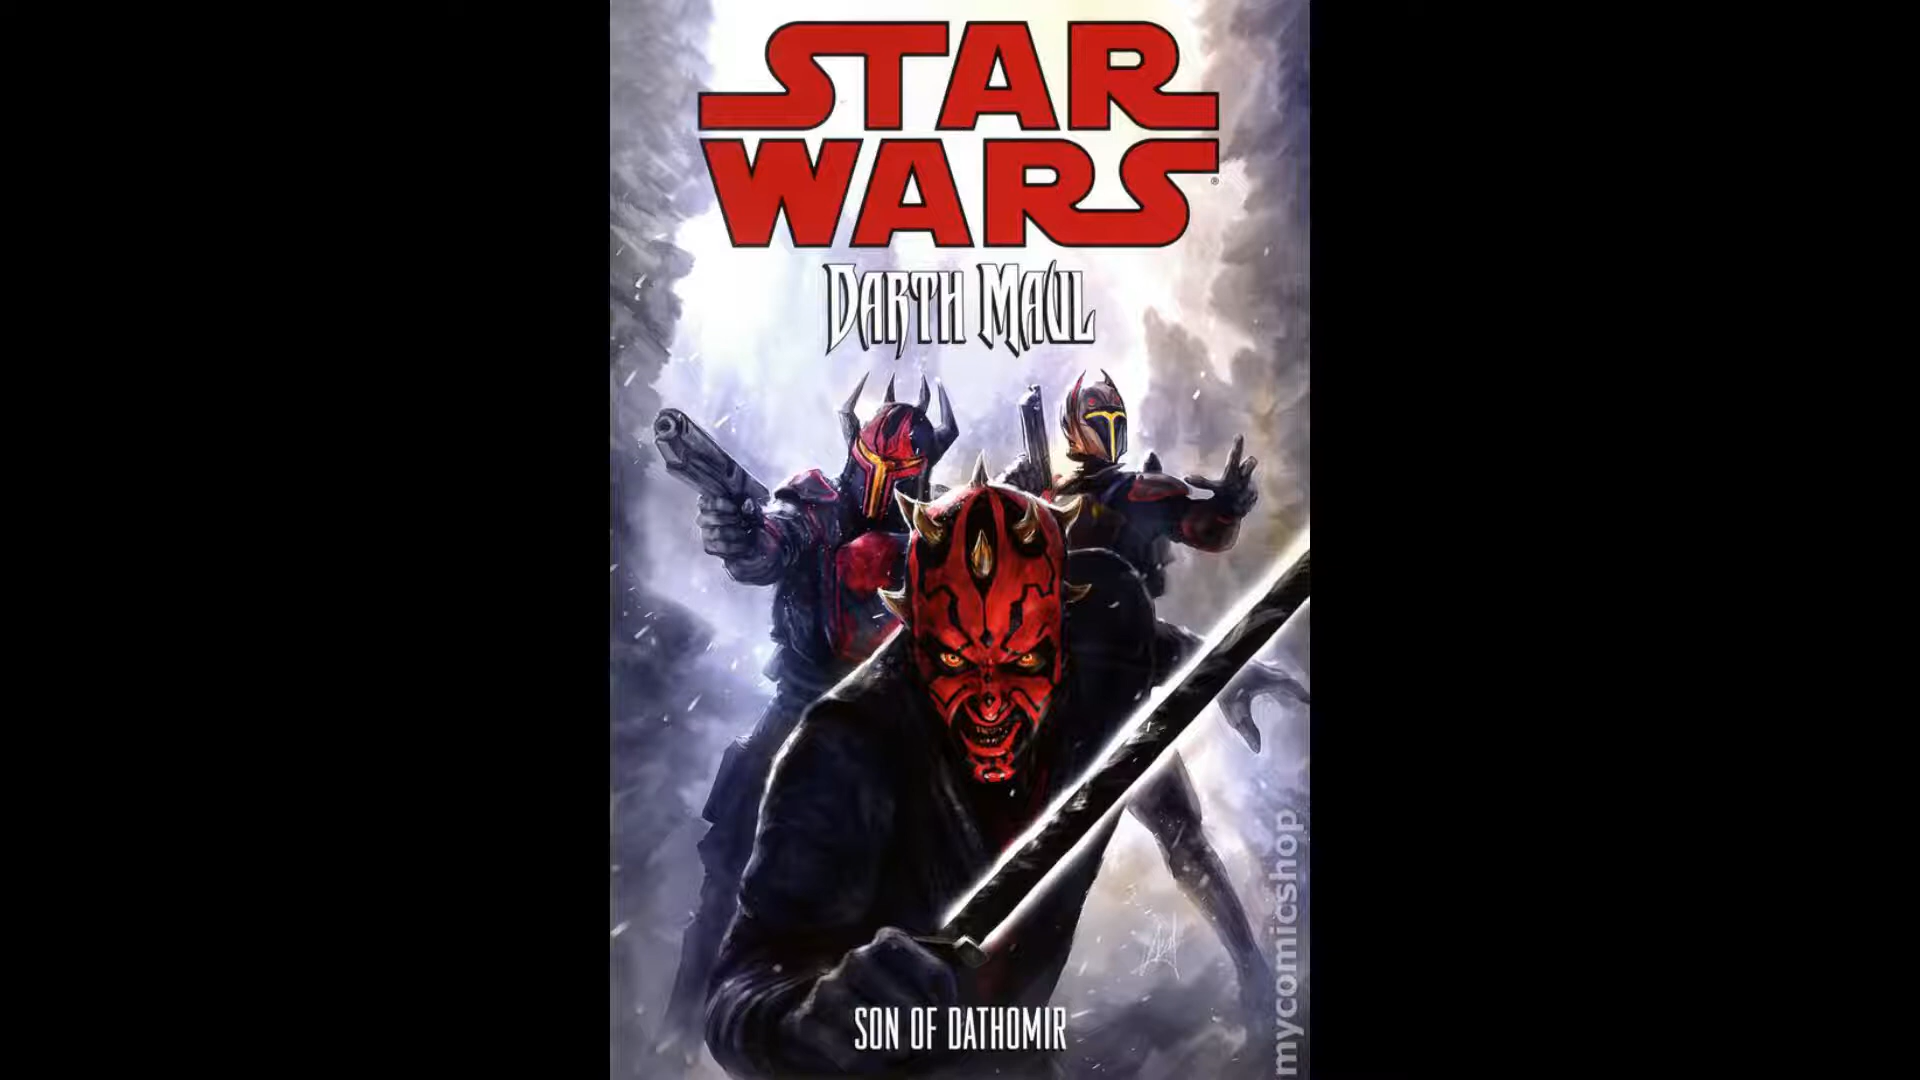 STAR
WARS
®
DARTH MAUL
SON OF DATHOMIR
mycomicshop